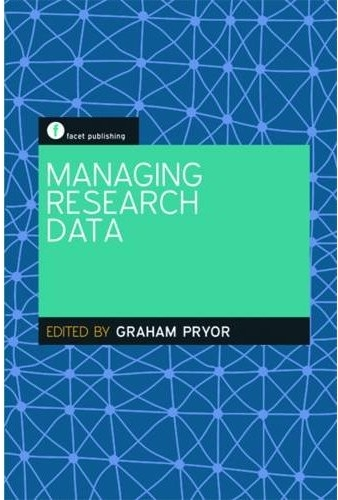 f facet publishing
MANAGING
RESEARCH
DATA
EDITED BY GRAHAM PRYOR